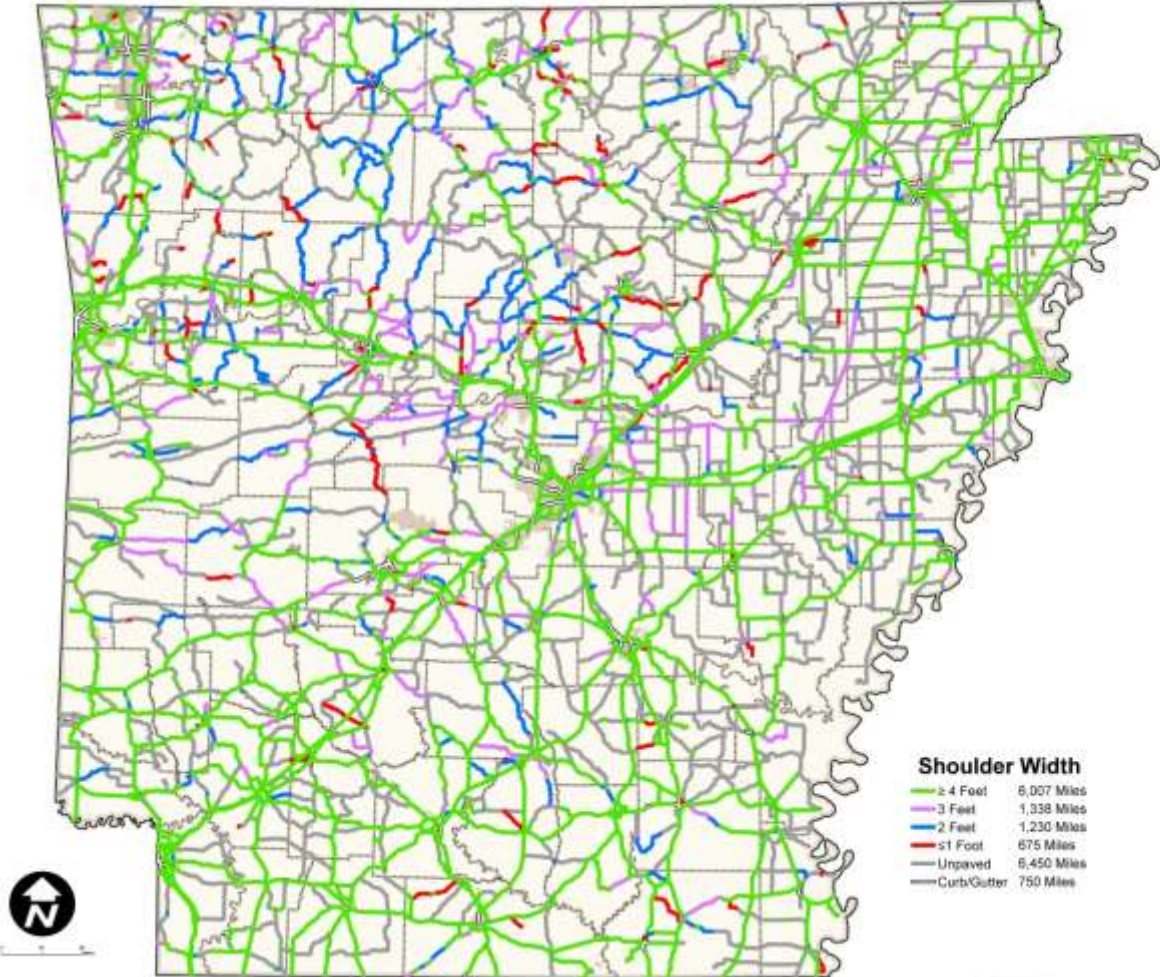 Shoulder Width
≥ 4 Feet 6,007 Miles
3 Feet 1,338 Miles
2 Feet 1,230 Miles
≤1 Foot 675 Miles
Unpaved 6,450 Miles
Curb/Gutter 750 Miles
N